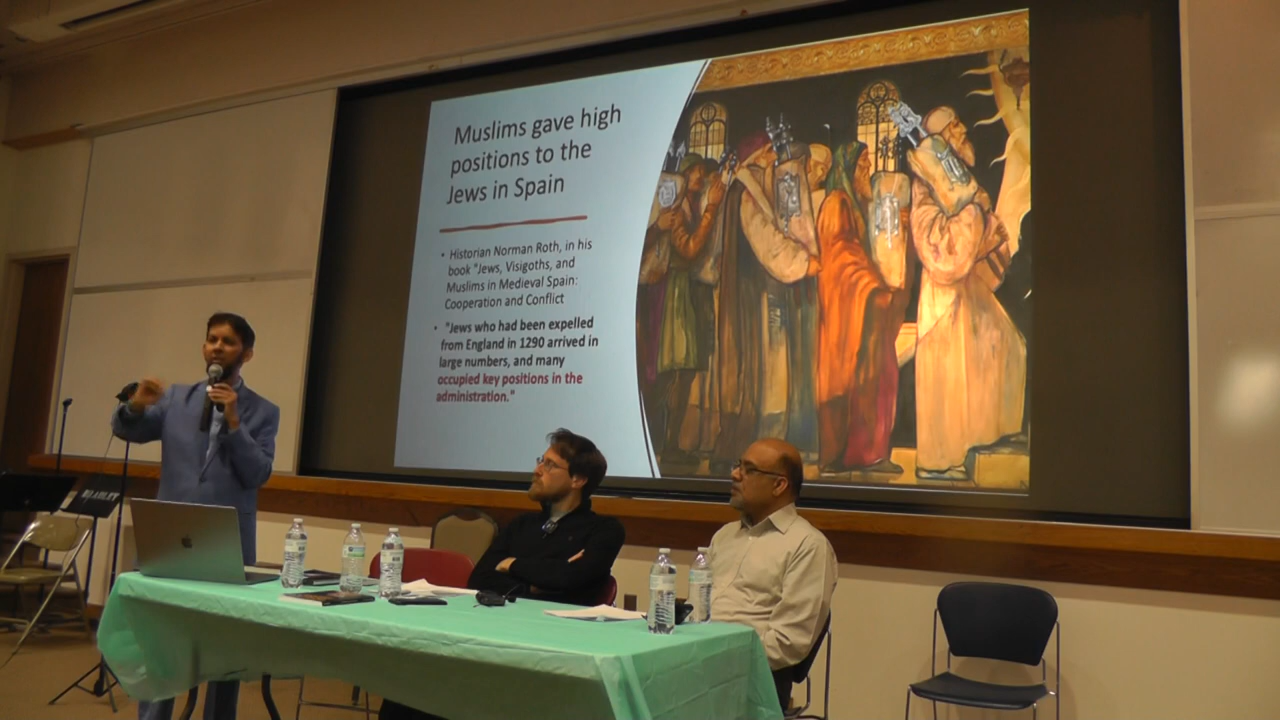 Muslims gave high
positions to the
Jews in Spain
• Historian Norman Roth, in his
book "Jews, Visigoths, and
Muslims in Medieval Spain:
Cooperation and Conflict
• "Jews who had been expelled
from England in 1290 arrived in
large numbers, and many
occupied key positions in the
administration."